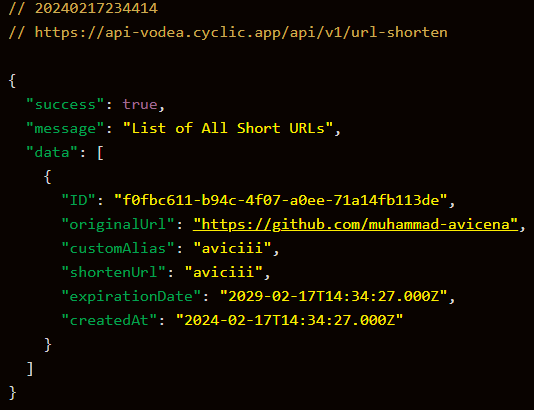 // 20240217234414
// https://api-vodea.cyclic.app/api/v1/url-shorten
{
"success": true,
"message": "List of All Short URLs",
"data": [
{
"ID": "f0fbc611-b94c-4f07-a0ee-71a14fb113de",
"originalUrl": "https://github.com/muhammad-avicena",
"customAlias": "aviciii",
"shortenUrl": "aviciii",
"expirationDate": "2029-02-17T14:34:27.000Z",
"createdAt": "2024-02-17T14:34:27.000Z"
}
]
}